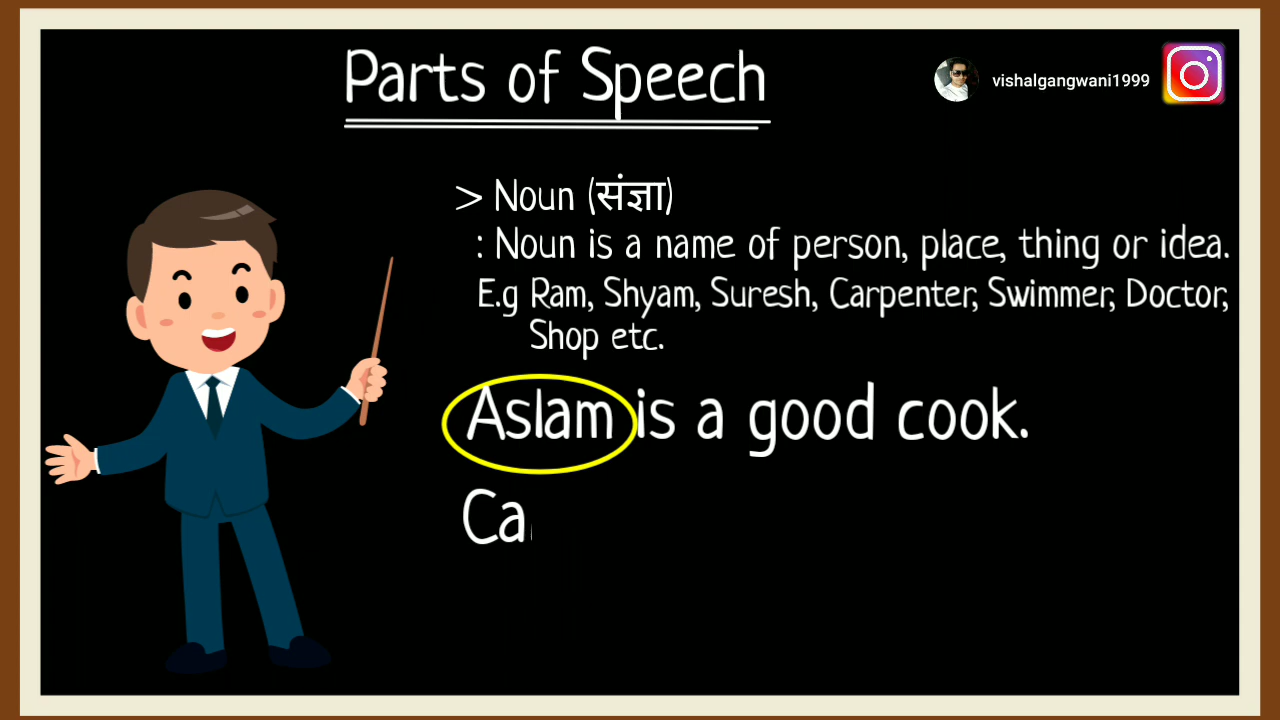 Parts of Speech
vishalgangwani1999
> Noun (संज्ञा)
: Noun is a name of person, place, thing or idea.
E.g Ram, Shyam, Suresh, Carpenter, Swimmer, Doctor,
Shop etc.
Aslam is a good cook.
Ca